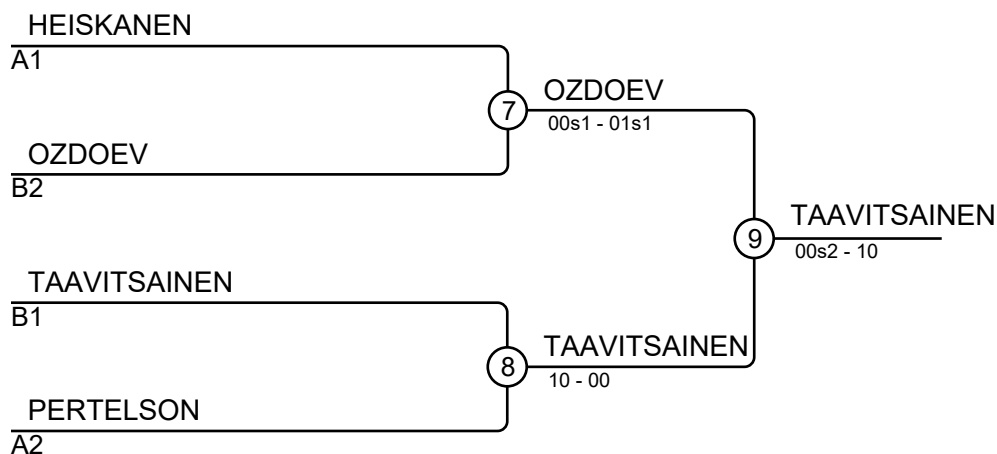 HEISKANEN
A1
7
OZDOEV
00s1 - 01s1
OZDOEV
B2
9
TAAVITSAINEN
00s2 - 10
TAAVITSAINEN
B1
8
TAAVITSAINEN
10 - 00
PERTELSON
A2